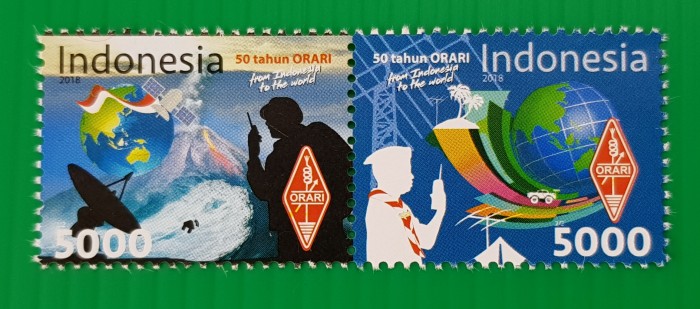 Indonesia
2018
50 tahun ORARI
from Indonesia
to the world
ORARI
5000
50 tahun ORARI
from Indonesia
to the world
Indonesia
2018
ORARI
5000